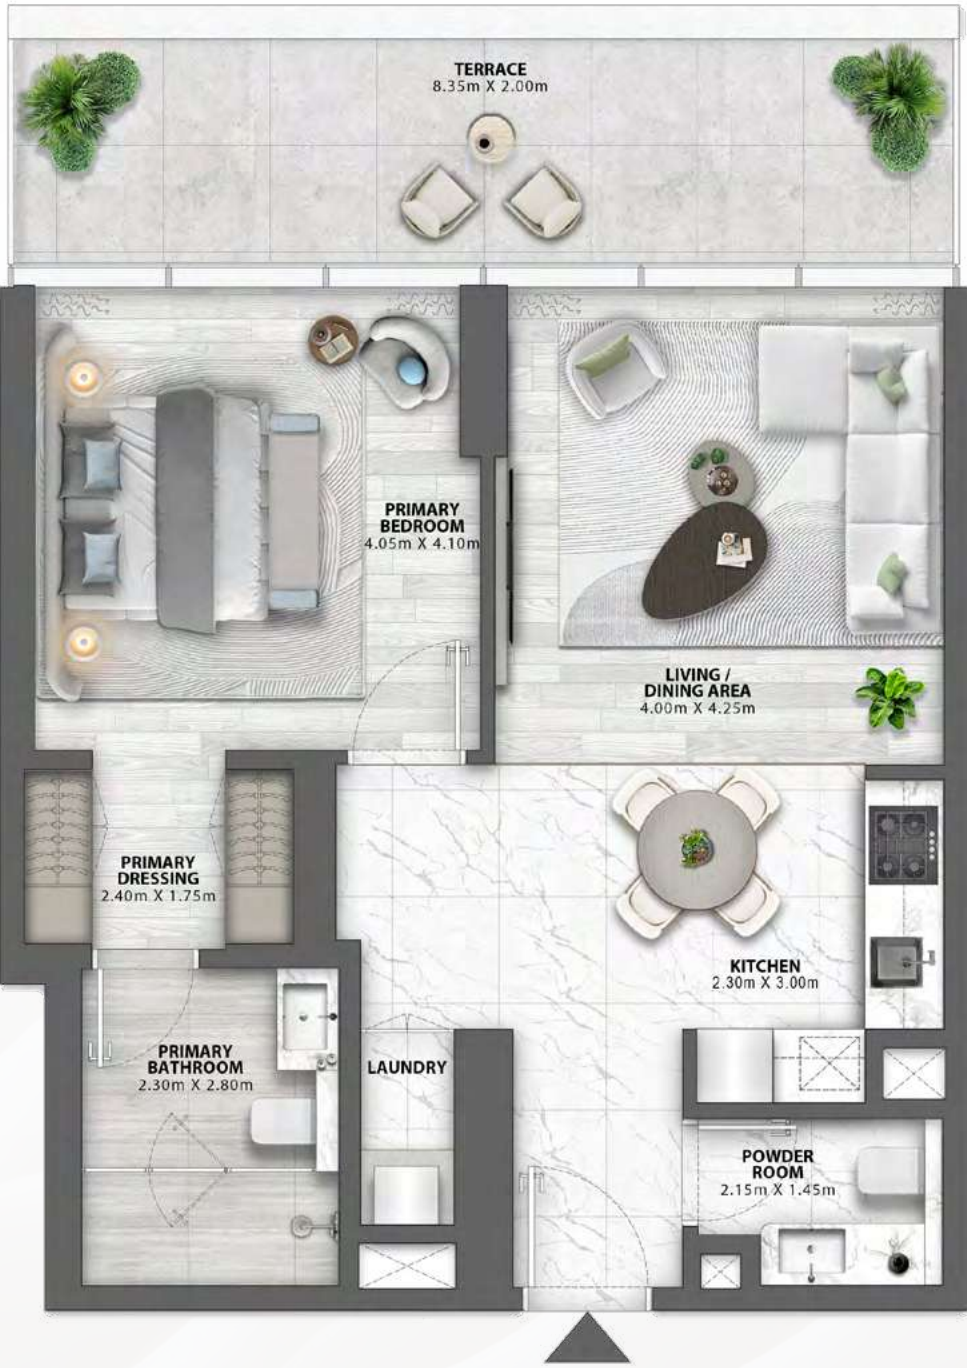 TERRACE
8.35m X 2.00m
PRIMARY
BEDROOM
4.05m X 4.10m
LIVING /
DINING AREA
4.00m X 4.25m
PRIMARY
DRESSING
2.40m X 1.75m
KITCHEN
2.30m X 3.00m
PRIMARY
BATHROOM
2.30m X 2.80m
LAUNDRY
POWDER
ROOM
2.15m X 1.45m